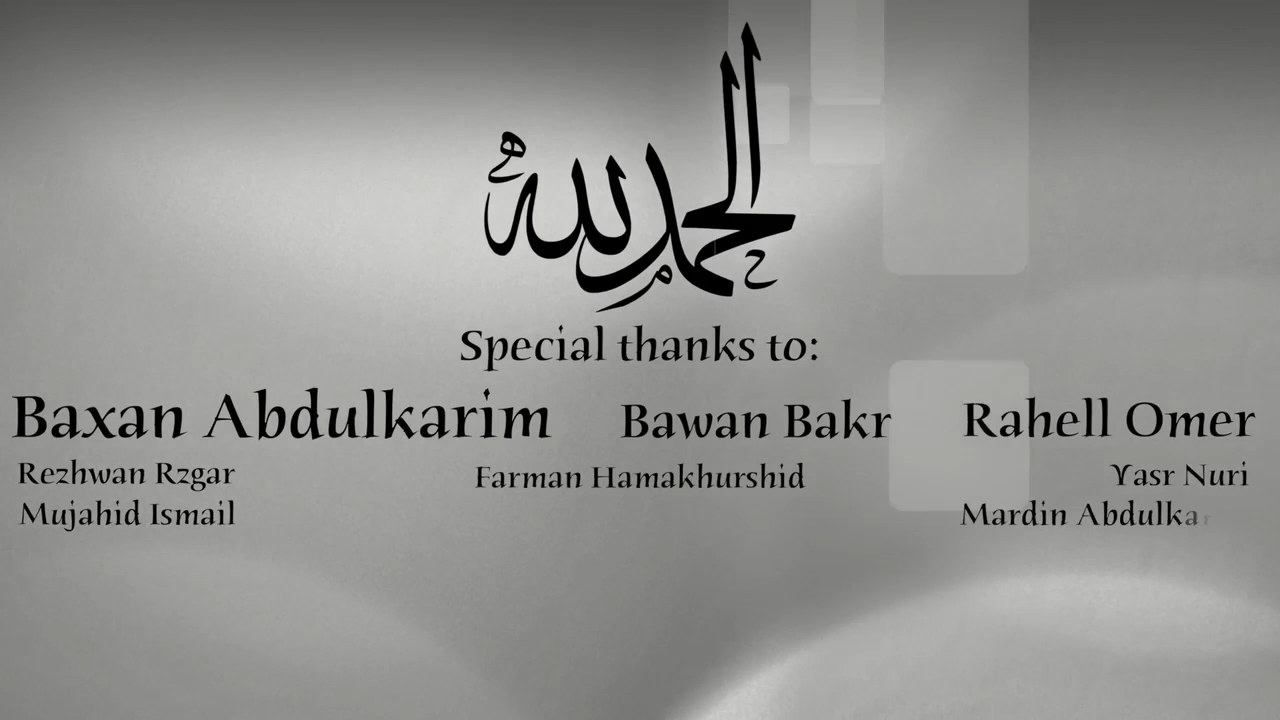 الحمد لله
Special thanks to:
Baxan Abdulkarim Bawan Bakr Rahell Omer
Rezhwan Rzgar Farman Hamakhurshid Yasr Nuri
Mujahid Ismail Mardin Abdulkar